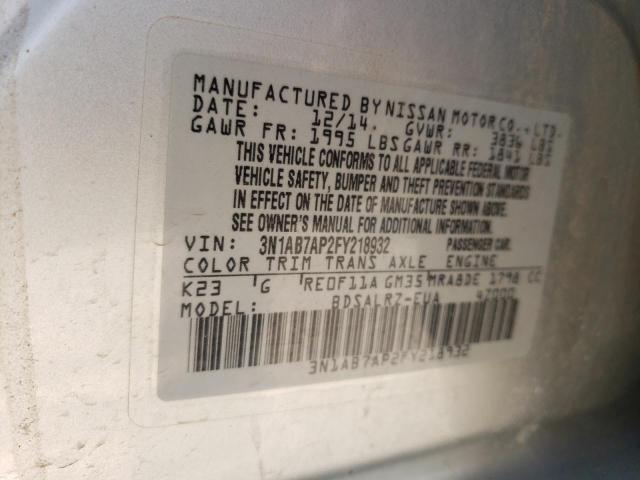 MANUFACTURED BY NISSAN MOTOR CO., LTD.
DATE: 12/14. GVWR: 3836 LBS
GAWR FR: 1995 LBS GAWR RR: 1841 LBS
THIS VEHICLE CONFORMS TO ALL APPLICABLE FEDERAL MOTOR
VEHICLE SAFETY, BUMPER AND THEFT PREVENTION STANDARDS
IN EFFECT ON THE DATE OF MANUFACTURE SHOWN ABOVE.
SEE OWNER'S MANUAL FOR ADDITIONAL INFORMATION.
VIN: 3N1AB7AP2FY218932 PASSENGER CAR.
COLOR TRIM TRANS AXLE ENGINE
K23 G RE0F11A GM35 MRA8DE 1798 CC
MODEL: BDSALRZ-EUA 47000
3N1AB7AP2FY218932